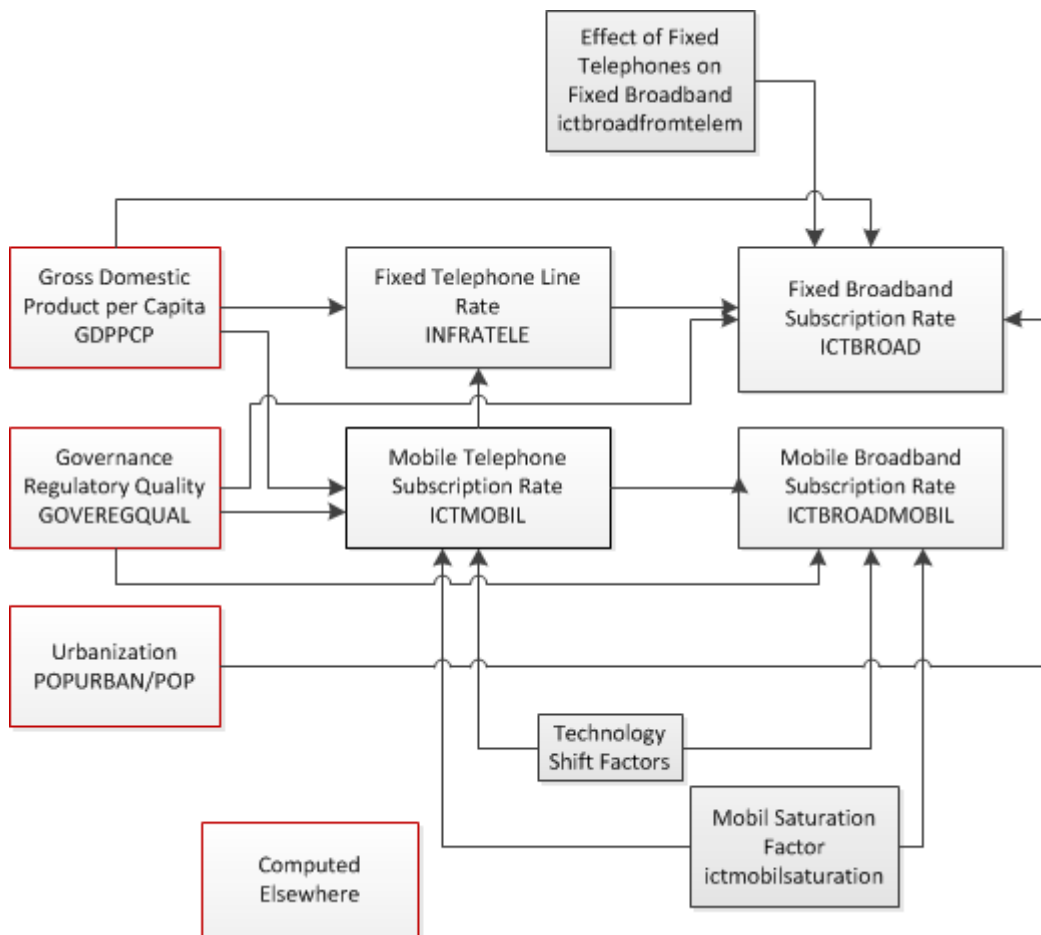 Effect of Fixed
Telephones on
Fixed Broadband
ictbroadfromtelem
Gross Domestic
Product per Capita
GDPPCP
Fixed Telephone Line
Rate
INFRATELE
Fixed Broadband
Subscription Rate
ICTBROAD
Governance
Regulatory Quality
GOVEREGQUAL
Mobile Telephone
Subscription Rate
ICTMOBIL
Mobile Broadband
Subscription Rate
ICTBROADMOBIL
Urbanization
POPURBAN/POP
Technology
Shift Factors
Mobil Saturation
Factor
ictmobilsaturation
Computed
Elsewhere